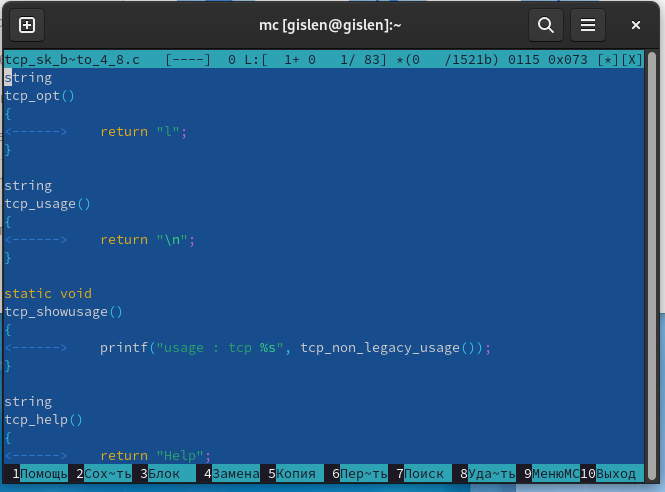 mc [gislen@gislen]:~
tcp_sk_b~to_4_8.c   [----]  0 L:[  1+ 0   1/ 83] *(0   /1521b) 0115 0x073 [*][X]
string
tcp_opt()
{
<------>    return "l";
}
string
tcp_usage()
{
<------>    return "\n";
}
static void
tcp_showusage()
{
<------>    printf("usage : tcp %s", tcp_non_legacy_usage());
}
string
tcp_help()
{
<------>    return "Help";
1Помощь 2Сох~ть 3Блок 4Замена 5Копия 6Пер~ть 7Поиск 8Уда~ть 9МенюMC 10Выход